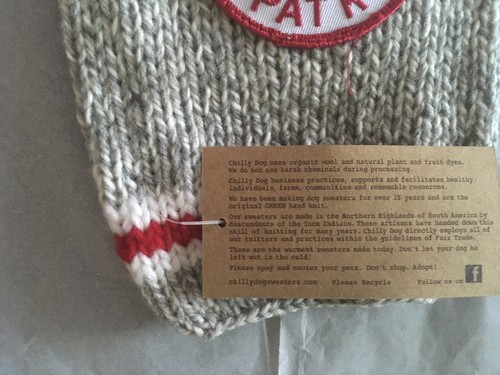 PATR
Chilly Dog uses organic wool and natural plant and fruit dyes.
We do not use harsh chemicals during processing.
Chilly Dog business practices, supports and facilitates healthy
individuals, farms, communities and renewable resources.
We have been making dog sweaters for over 15 years and are the
original GREEN hand knit.
Our sweaters are made in the Northern Highlands of South America by
descendents of the Inca Indians. These artisans have handed down this
skill of knitting for many years. Chilly Dog directly employs all of
our knitters and practices within the guidelines of Fair Trade.
These are the warmest sweaters made today. Don't let your dog be
left out in the cold!
Please spay and neuter your pets. Don't shop. Adopt!
chillydogsweaters.com Please Recycle Follow us on f